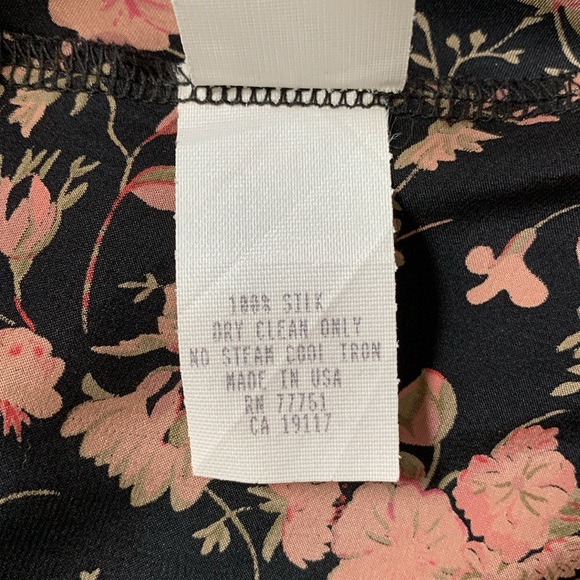 100% SILK
DRY CLEAN ONLY
NO STEAM COOL IRON
MADE IN USA
RN 77751
CA 19117